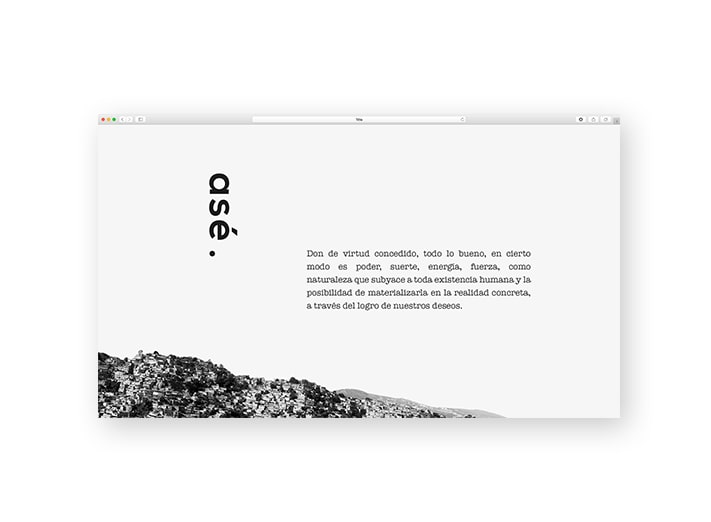 asé.
Don de virtud concedido, todo lo bueno, en cierto
modo es poder, suerte, energía, fuerza, como
naturaleza que subyace a toda existencia humana y la
posibilidad de materializarla en la realidad concreta,
a través del logro de nuestros deseos.